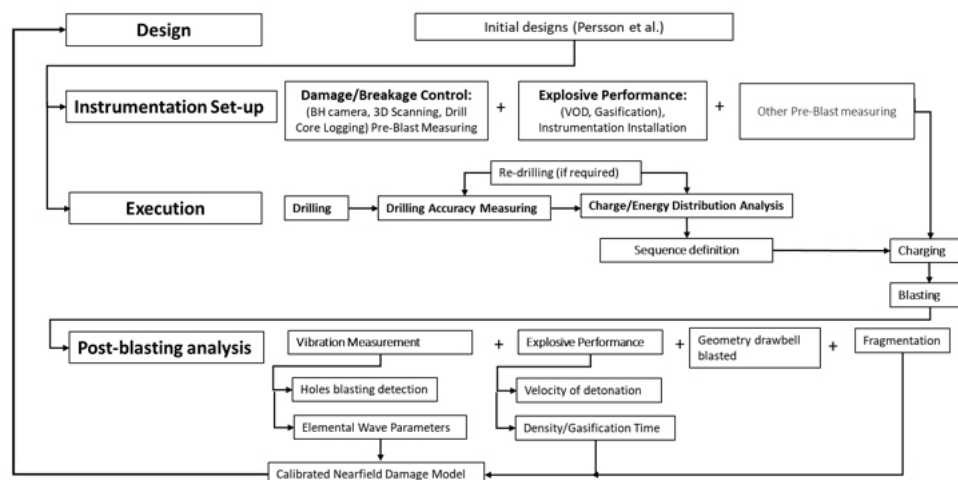 Design
Initial designs (Persson et al.)
Instrumentation Set-up
Damage/Breakage Control:
(BH camera, 3D Scanning, Drill
Core Logging) Pre-Blast Measuring
+
Explosive Performance:
(VOD, Gasification),
Instrumentation Installation
+
Other Pre-Blast measuring
Re-drilling (if required)
Execution
Drilling
Drilling Accuracy Measuring
Charge/Energy Distribution Analysis
Sequence definition
Charging
Blasting
Post-blasting analysis
Vibration Measurement
+
Explosive Performance
+
Geometry drawbell
blasted
+
Fragmentation
Holes blasting detection
Velocity of detonation
Elemental Wave Parameters
Density/Gasification Time
Calibrated Nearfield Damage Model